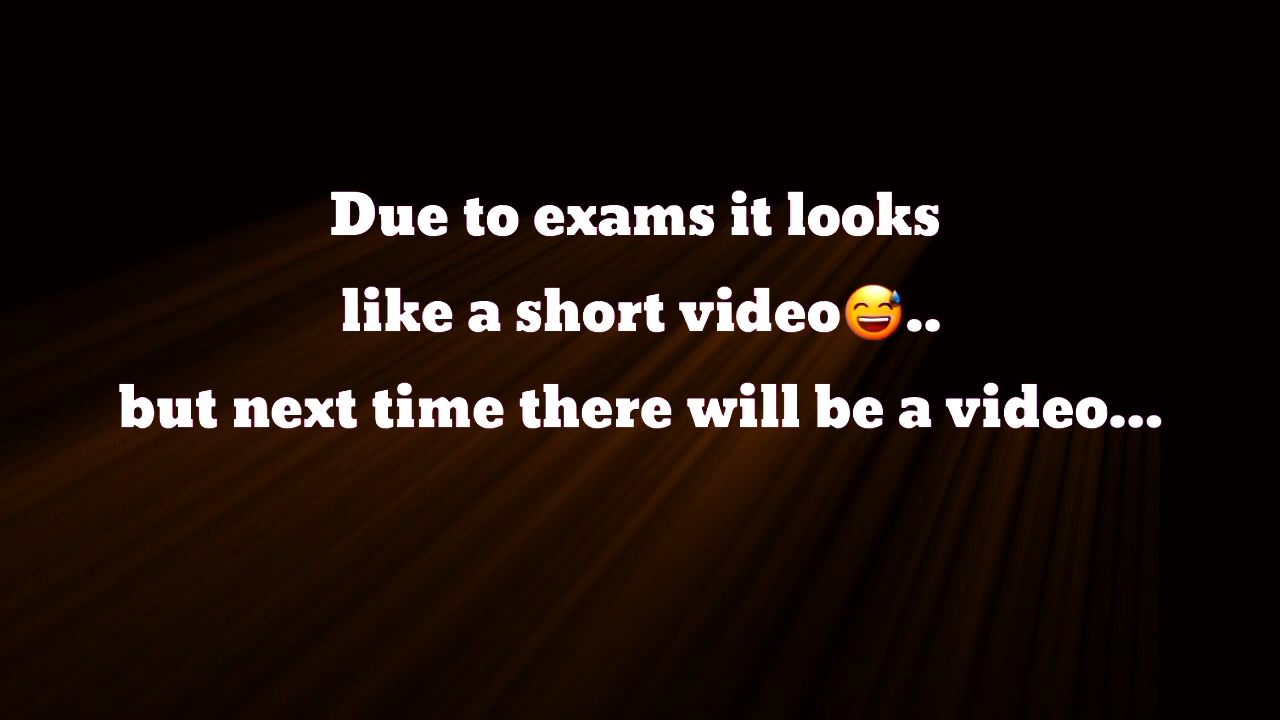 Due to exams it looks
like a short video😅..
but next time there will be a video...